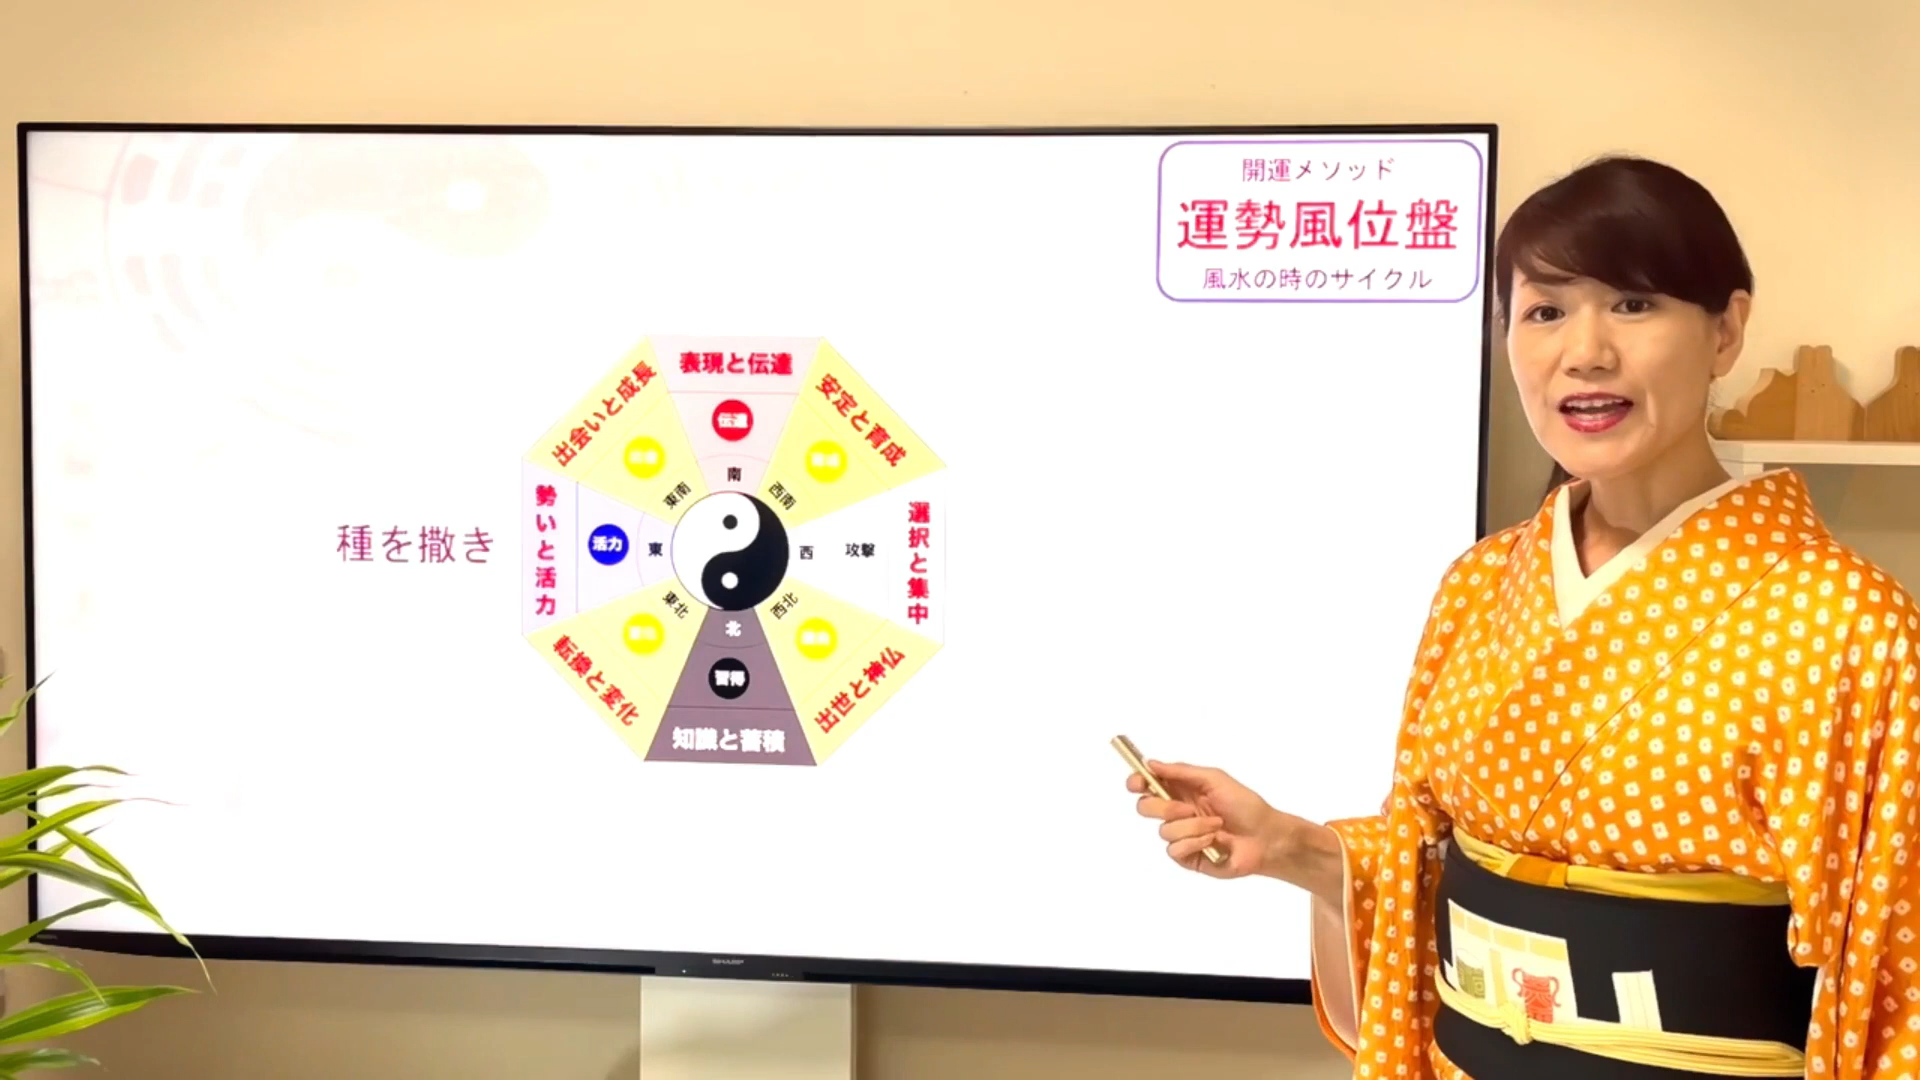 開運メソッド
運勢風位盤
風水の時のサイクル
表現と伝達
伝達
南
出会いと成長
東南
安定と育成
西南
種を撒き
勢いと活力
活力
東
西
攻撃
選択と集中
転換と変化
東北
北
習得
知識と蓄積
西北
出世と神仏
SHARP